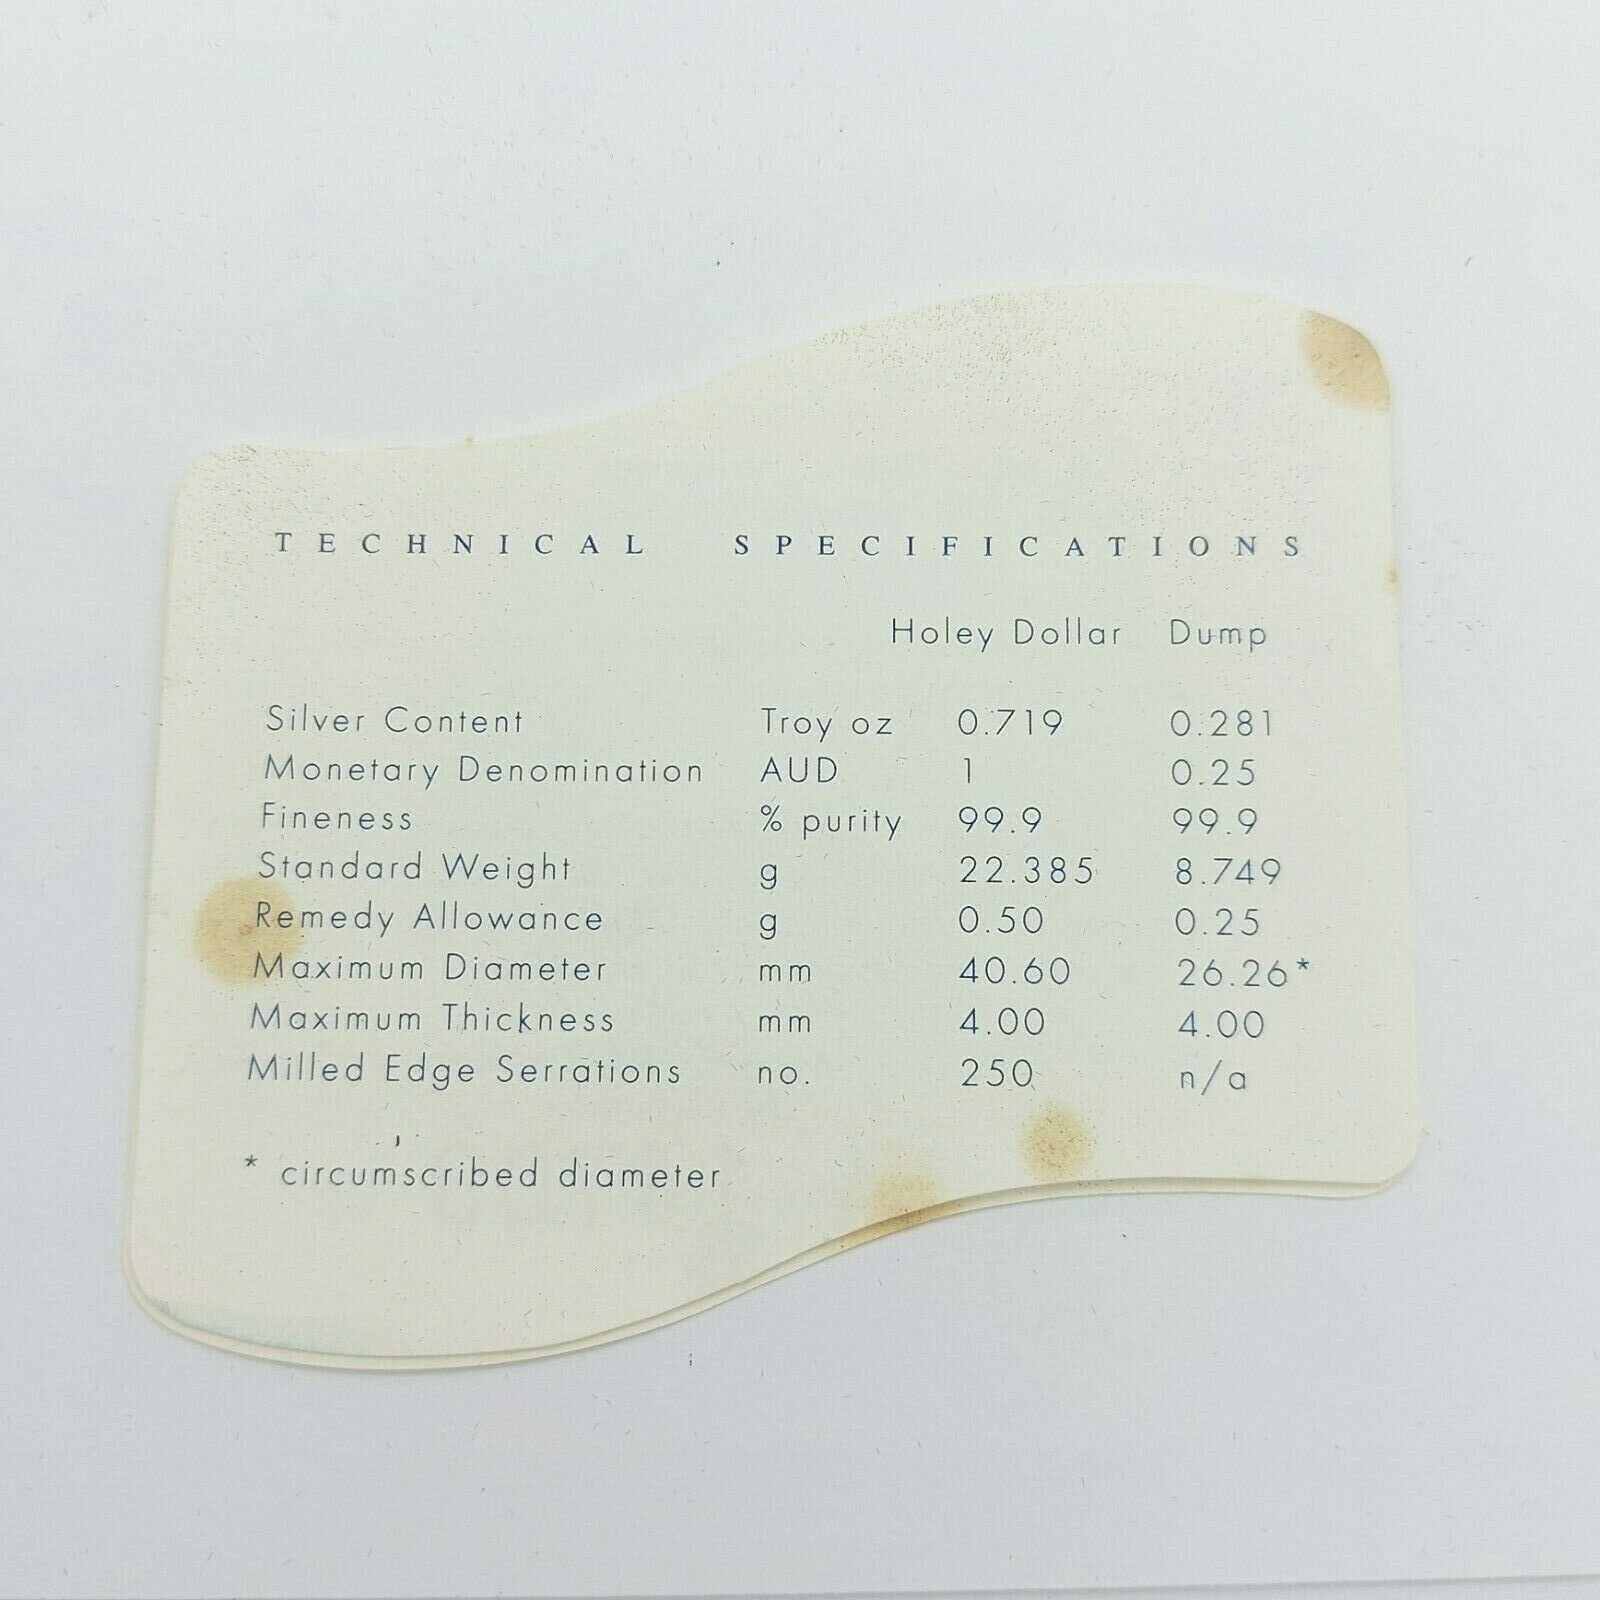 TECHNICAL SPECIFICATIONS
Holey Dollar Dump
Silver Content Troy oz 0.719 0.281
Monetary Denomination AUD 1 0.25
Fineness % purity 99.9 99.9
Standard Weight g 22.385 8.749
Remedy Allowance g 0.50 0.25
Maximum Diameter mm 40.60 26.26*
Maximum Thickness mm 4.00 4.00
Milled Edge Serrations no. 250 n/a
* circumscribed diameter